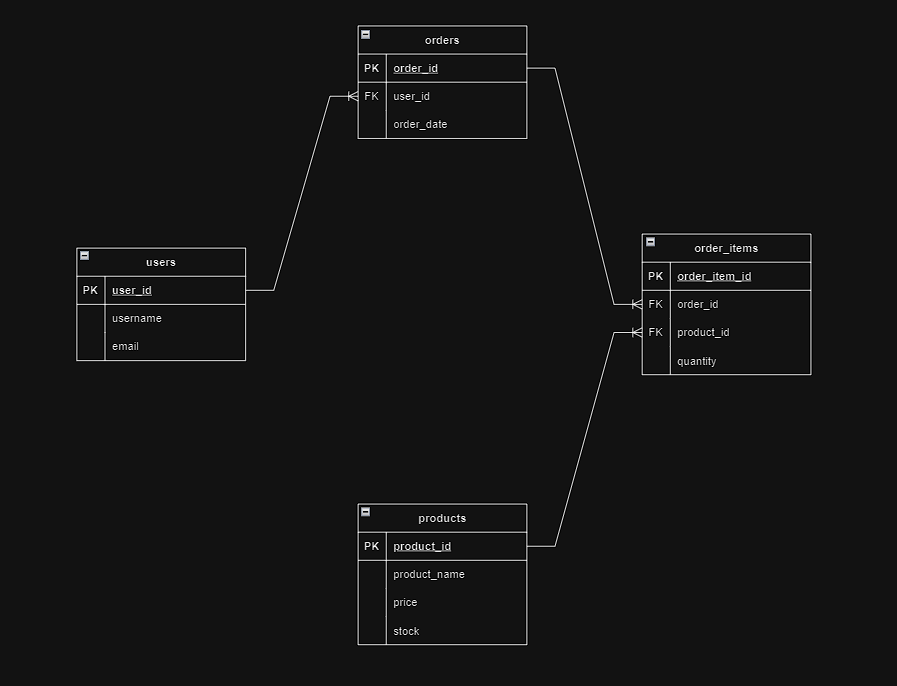 orders
PK order_id
FK user_id
order_date
users
PK user_id
username
email
order_items
PK order_item_id
FK order_id
FK product_id
quantity
products
PK product_id
product_name
price
stock